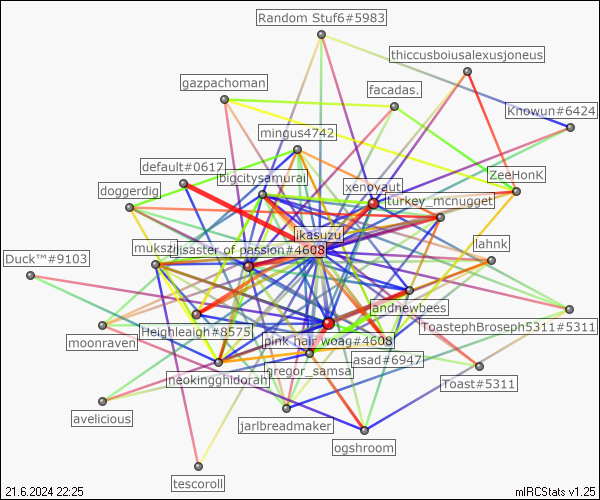 Random Stuf6#5983
thiccusboiusalexusjoneus
gazpachoman
facadas.
Knowun#6424
mingus4742
default#0617
bigcitysamurai
xenoyaut
ZeeHonK
doggerdig
turkey_mcnugget
ikasuzu
mukszi
disaster of passion#4608
lahnk
Duck™#9103
andnewbees
Heighleaigh#8575
ToastephBroseph5311#5311
moonraven
pink hair woag#4608
asad#6947
gregor_samsa
neokingghidorah
Toast#5311
avelicious
jarlbreadmaker
ogshroom
tescoroll
21.6.2024 22:25
mIRCStats v1.25